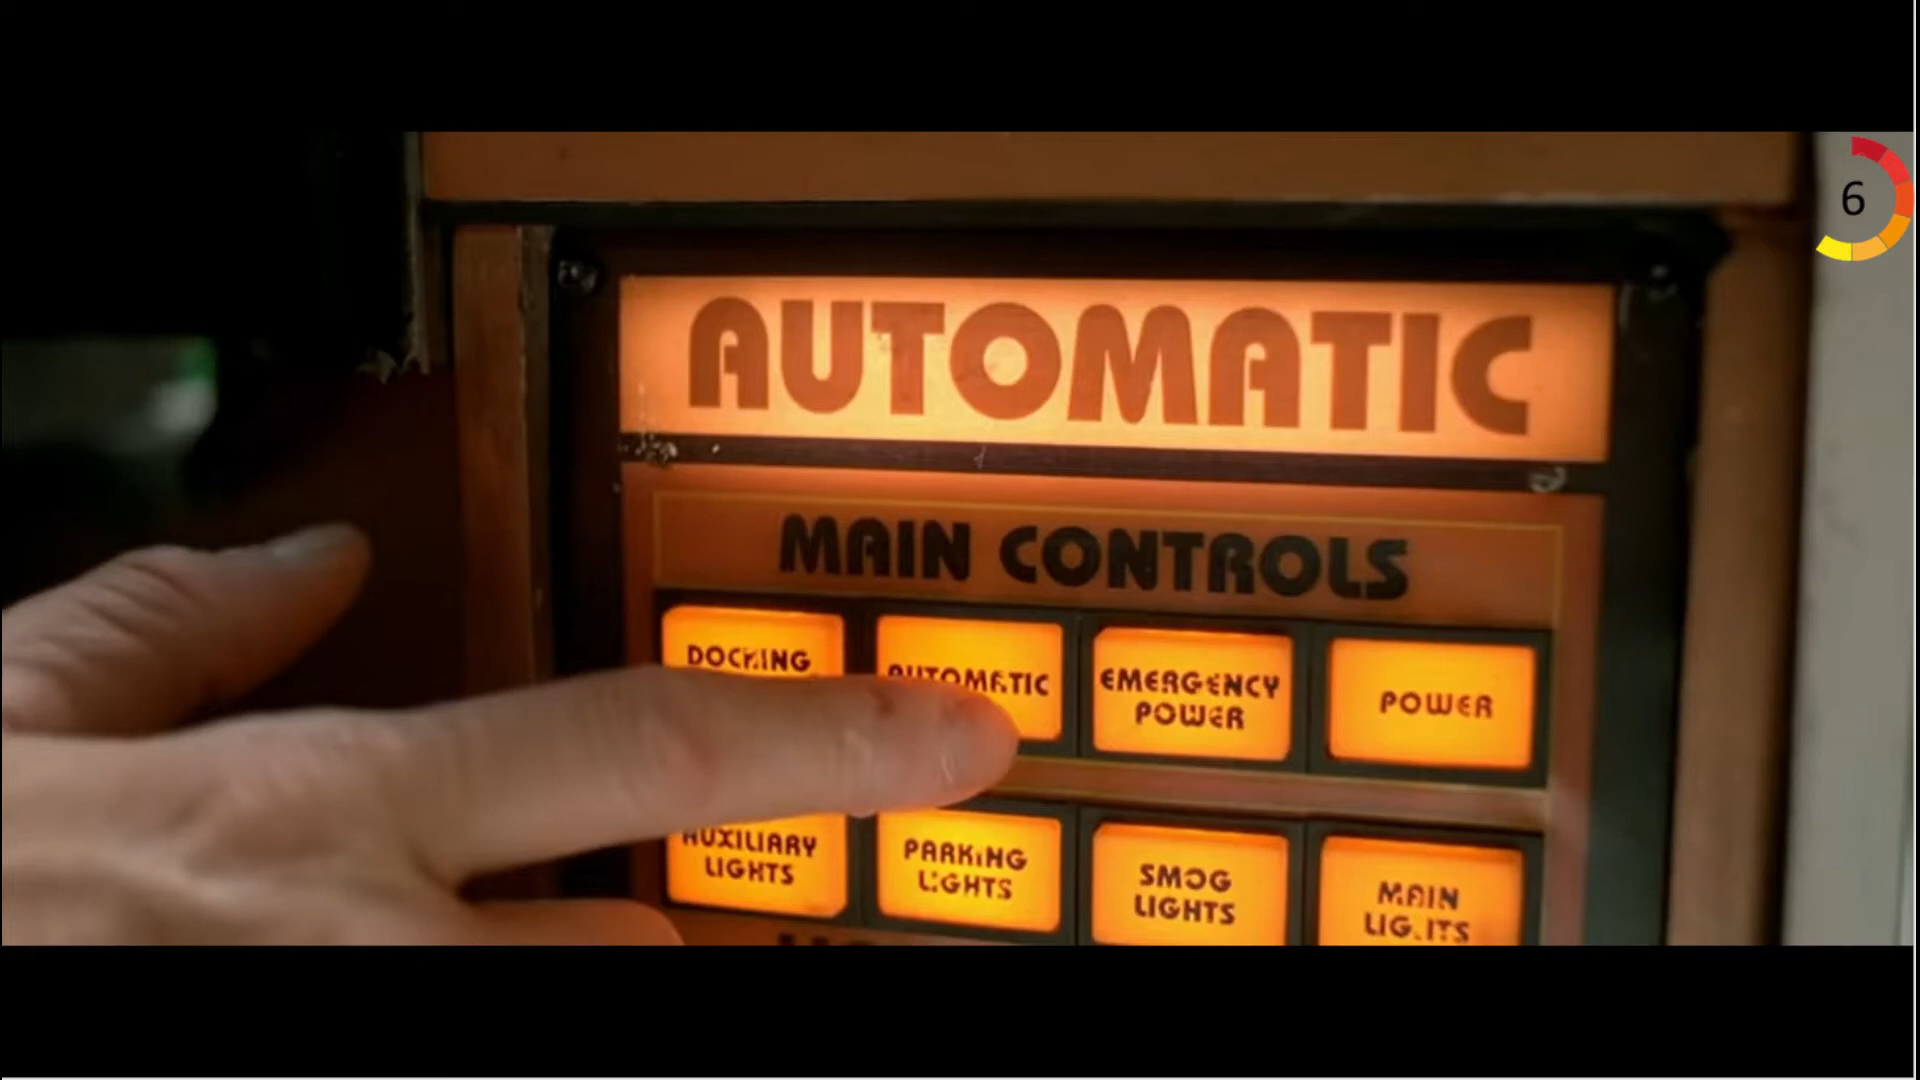 6
AUTOMATIC
MAIN CONTROLS
DOCKING
AUTOMATIC
EMERGENCY
POWER
POWER
AUXILIARY
LIGHTS
PARKING
LIGHTS
SMOG
LIGHTS
MAIN
LIGHTS